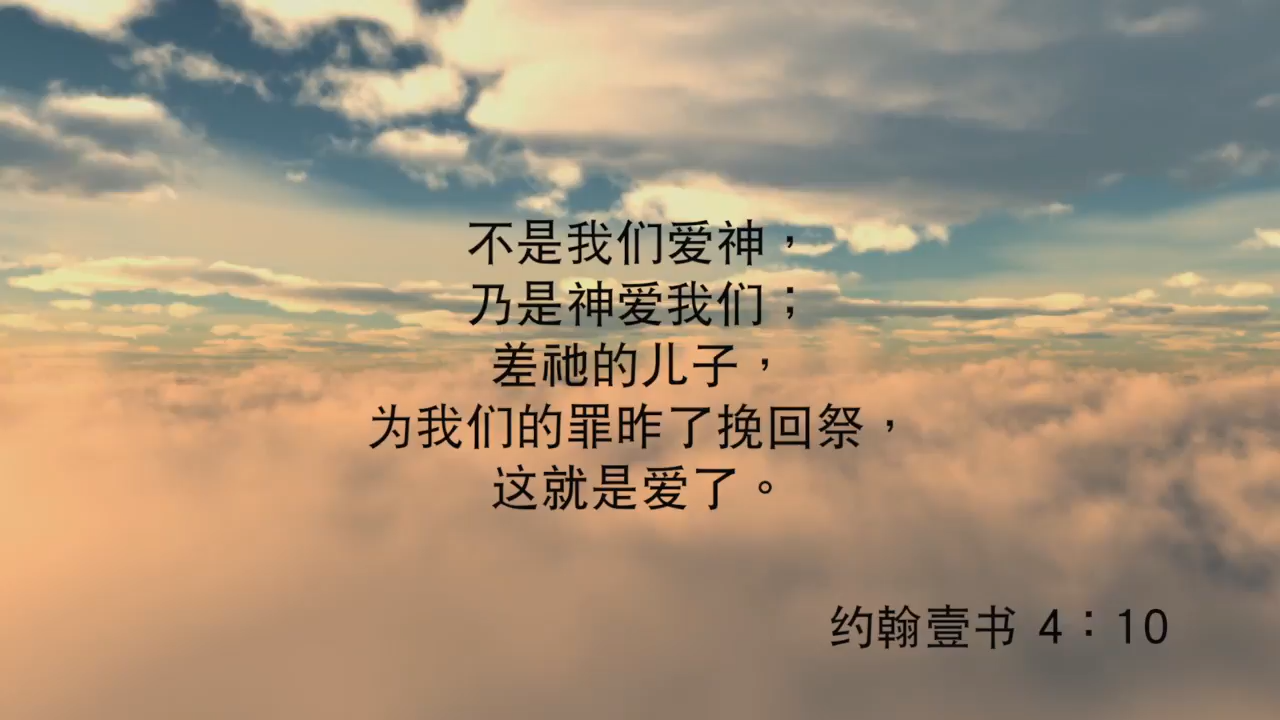 不是我们爱神，
乃是神爱我们；
差祂的儿子，
为我们的罪昨了挽回祭，
这就是爱了。
约翰壹书 4：10